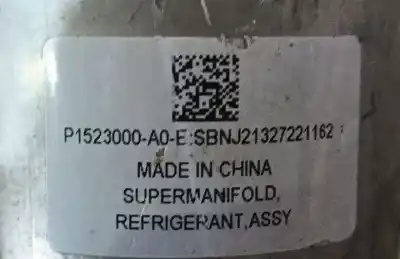 P1523000-A0-E:SBNJ21327221162
MADE IN CHINA
SUPERMANIFOLD,
REFRIGERANT,ASSY